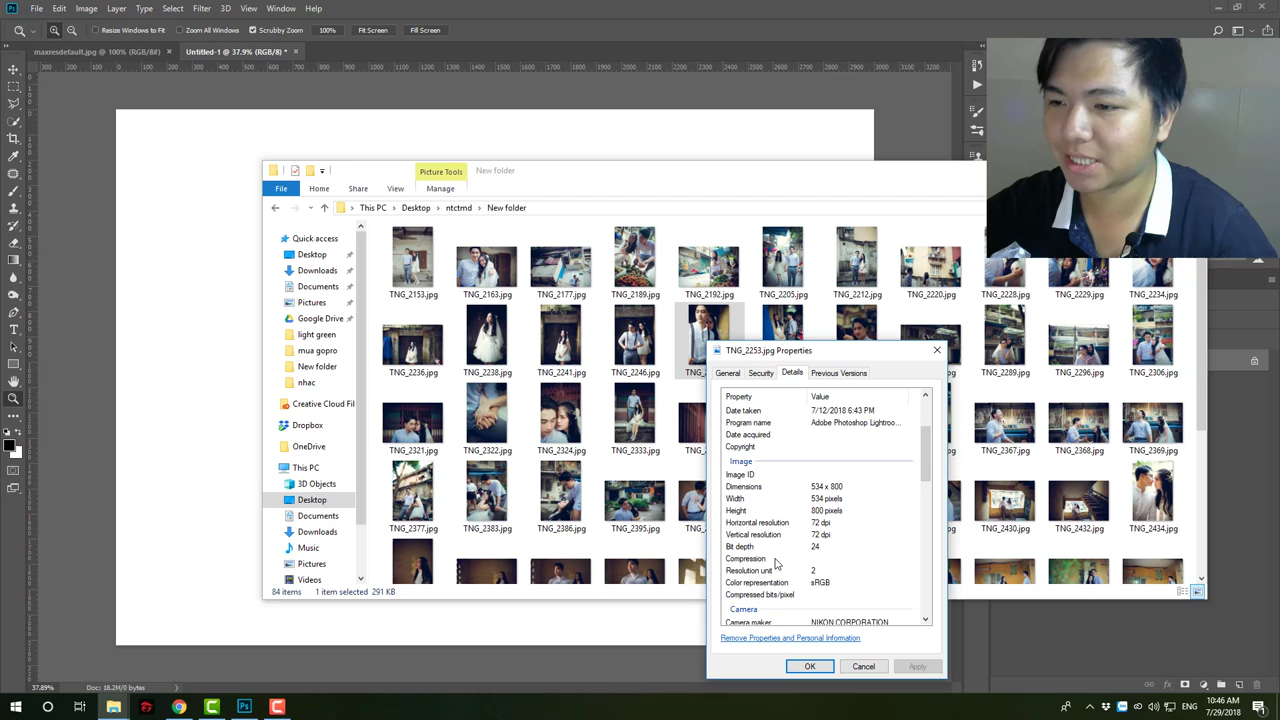 File Edit Image Layer Type Select Filter 3D View Window Help
Resize Windows to Fit Zoom All Windows Scrubby Zoom 100% Fit Screen Fill Screen
maxresdefault.jpg @ 100% (RGB/8#) × Untitled-1 @ 37.9% (RGB/8) * ×
Picture Tools New folder
File Home Share View Manage
This PC > Desktop > ntctmd > New folder
Quick access
Desktop
Downloads
Documents
Pictures
Google Drive
light green
mua gopro
New folder
nhac
Creative Cloud Fil
Dropbox
OneDrive
This PC
3D Objects
Desktop
Documents
Downloads
Music
Pictures
Videos
TNG_2153.jpg TNG_2163.jpg TNG_2177.jpg TNG_2189.jpg TNG_2192.jpg TNG_2205.jpg TNG_2212.jpg TNG_2220.jpg TNG_2228.jpg TNG_2229.jpg TNG_2234.jpg
TNG_2236.jpg TNG_2238.jpg TNG_2241.jpg TNG_2246.jpg TNG_2289.jpg TNG_2296.jpg TNG_2306.jpg
TNG_2321.jpg TNG_2322.jpg TNG_2324.jpg TNG_2333.jpg TNG_2367.jpg TNG_2368.jpg TNG_2369.jpg
TNG_2377.jpg TNG_2383.jpg TNG_2386.jpg TNG_2395.jpg TNG_2430.jpg TNG_2432.jpg TNG_2434.jpg
84 items 1 item selected 291 KB
TNG_2253.jpg Properties
General Security Details Previous Versions
Property Value
Date taken 7/12/2018 6:43 PM
Program name Adobe Photoshop Lightroo...
Date acquired
Copyright
Image
Image ID
Dimensions 534 x 800
Width 534 pixels
Height 800 pixels
Horizontal resolution 72 dpi
Vertical resolution 72 dpi
Bit depth 24
Compression
Resolution unit 2
Color representation sRGB
Compressed bits/pixel
Camera
Camera maker NIKON CORPORATION
Remove Properties and Personal Information
OK Cancel Apply
37.89% Doc: 18.2M/0 bytes
ENG 10:46 AM
7/29/2018